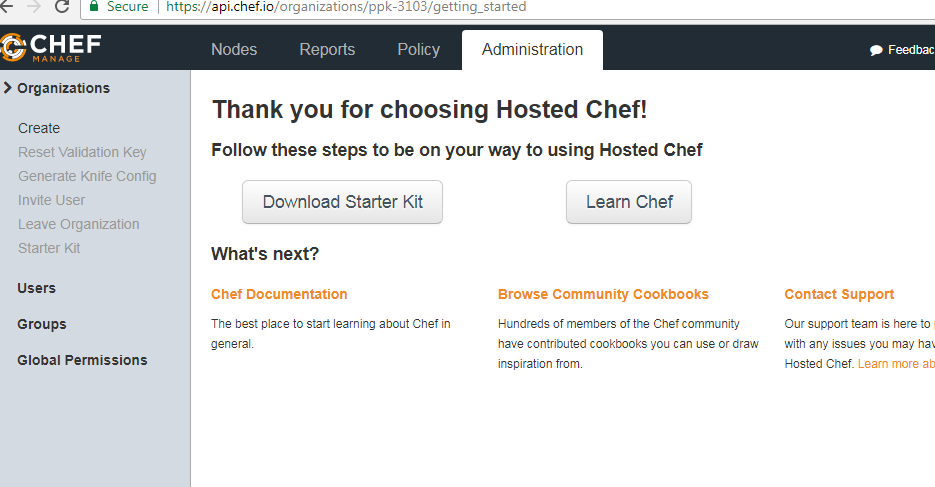 Secure https://api.chef.io/organizations/ppk-3103/getting_started
CHEF
MANAGE
Nodes Reports Policy Administration Feedbac
Organizations
Create
Reset Validation Key
Generate Knife Config
Invite User
Leave Organization
Starter Kit
Users
Groups
Global Permissions
Thank you for choosing Hosted Chef!
Follow these steps to be on your way to using Hosted Chef
Download Starter Kit Learn Chef
What's next?
Chef Documentation
The best place to start learning about Chef in
general.
Browse Community Cookbooks
Hundreds of members of the Chef community
have contributed cookbooks you can use or draw
inspiration from.
Contact Support
Our support team is here to
with any issues you may hav
Hosted Chef. Learn more ab